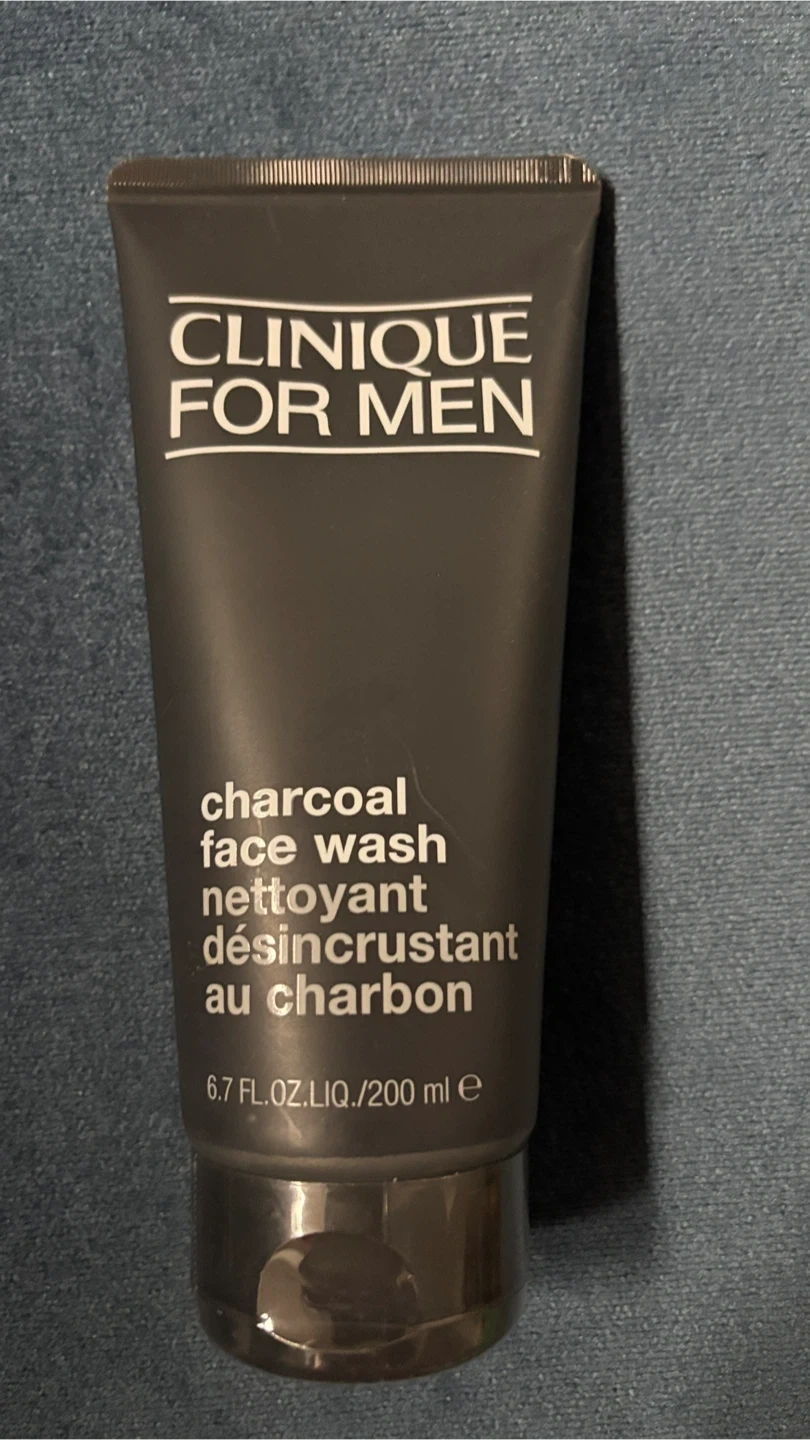 CLINIQUE
FOR MEN
charcoal
face wash
nettoyant
désincrustant
au charbon
6.7 FL.OZ.LIQ./200 ml ℮